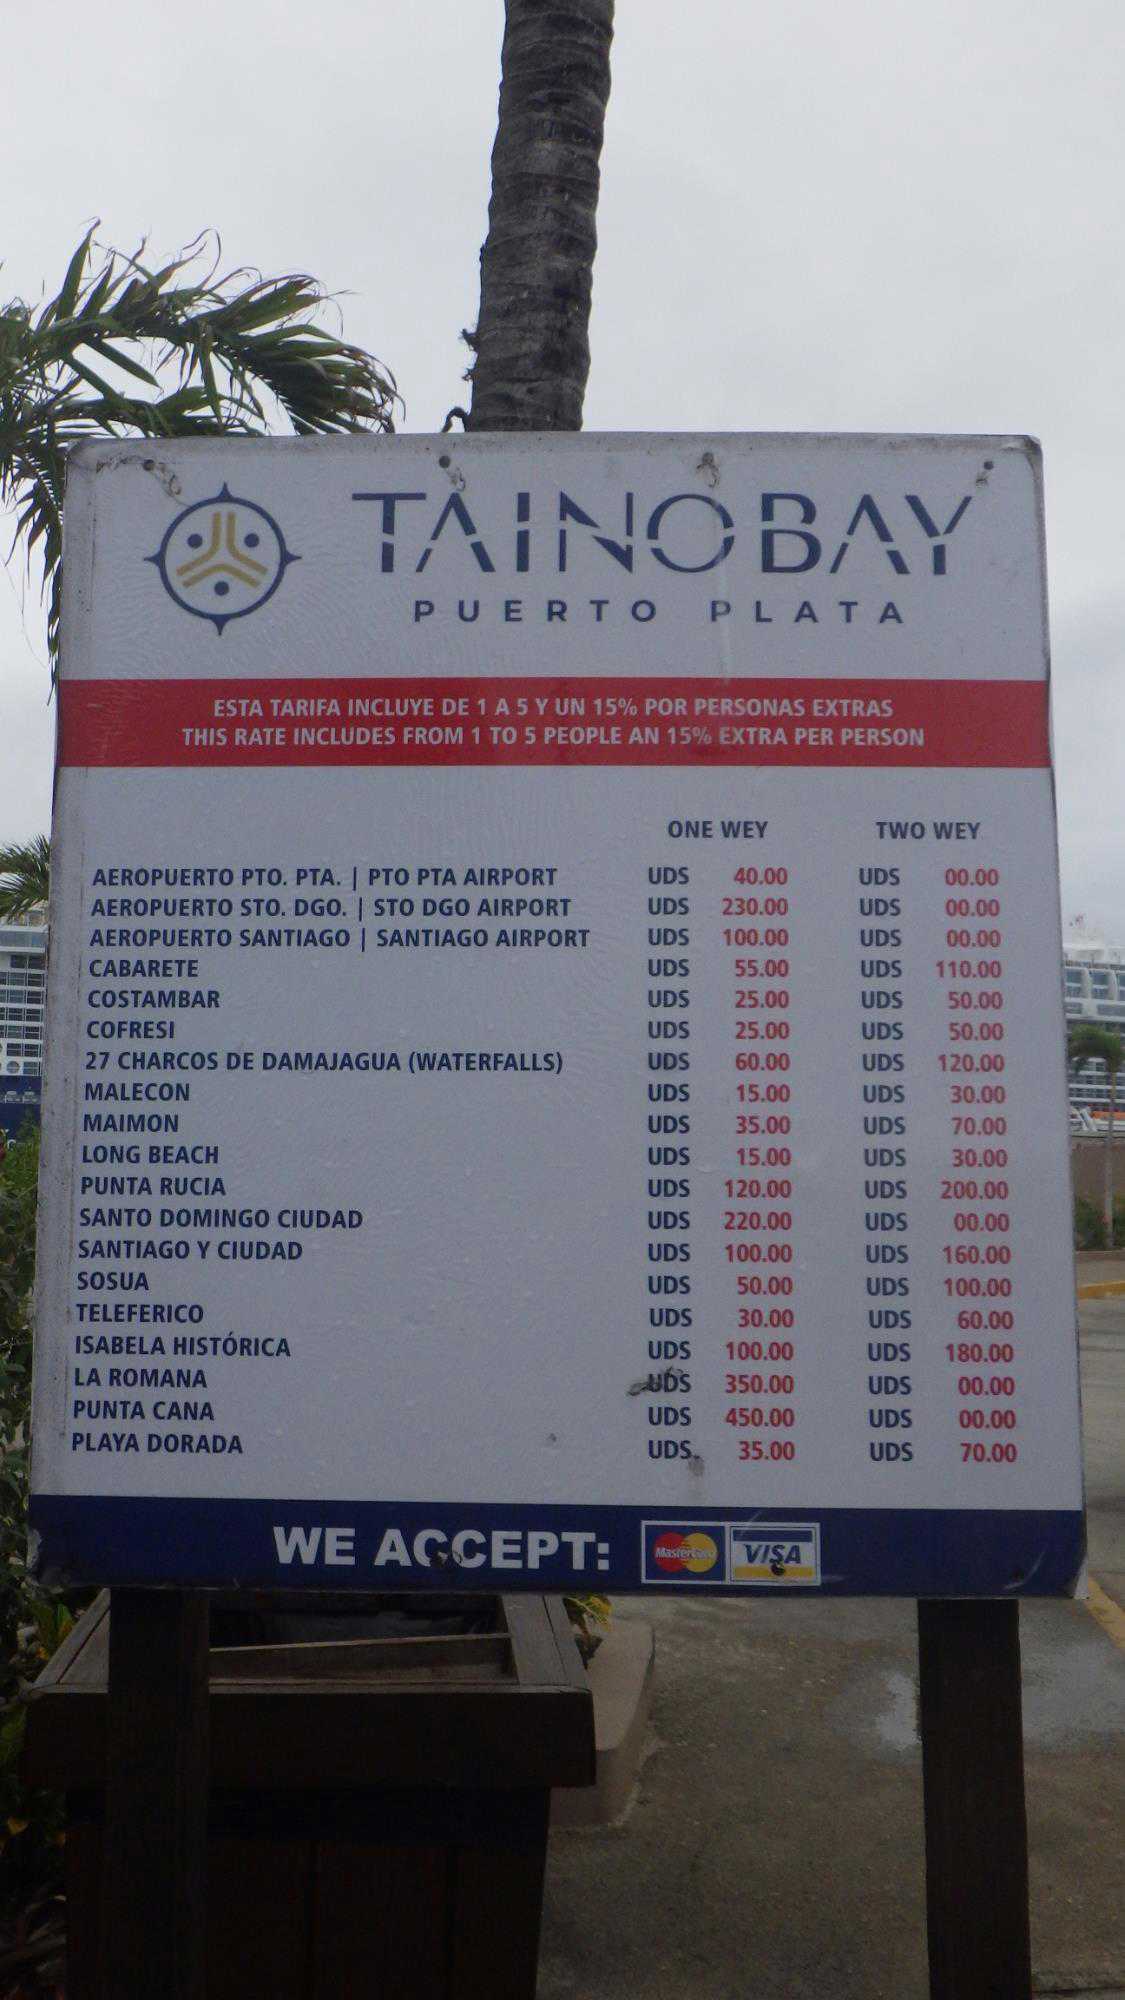 TAINO BAY
PUERTO PLATA
ESTA TARIFA INCLUYE DE 1 A 5 Y UN 15% POR PERSONAS EXTRAS
THIS RATE INCLUDES FROM 1 TO 5 PEOPLE AN 15% EXTRA PER PERSON
ONE WEY TWO WEY
AEROPUERTO PTO. PTA. | PTO PTA AIRPORT UDS 40.00 UDS 00.00
AEROPUERTO STO. DGO. | STO DGO AIRPORT UDS 230.00 UDS 00.00
AEROPUERTO SANTIAGO | SANTIAGO AIRPORT UDS 100.00 UDS 00.00
CABARETE UDS 55.00 UDS 110.00
COSTAMBAR UDS 25.00 UDS 50.00
COFRESI UDS 25.00 UDS 50.00
27 CHARCOS DE DAMAJAGUA (WATERFALLS) UDS 60.00 UDS 120.00
MALECON UDS 15.00 UDS 30.00
MAIMON UDS 35.00 UDS 70.00
LONG BEACH UDS 15.00 UDS 30.00
PUNTA RUCIA UDS 120.00 UDS 200.00
SANTO DOMINGO CIUDAD UDS 220.00 UDS 00.00
SANTIAGO Y CIUDAD UDS 100.00 UDS 160.00
SOSUA UDS 50.00 UDS 100.00
TELEFERICO UDS 30.00 UDS 60.00
ISABELA HISTÓRICA UDS 100.00 UDS 180.00
LA ROMANA UDS 350.00 UDS 00.00
PUNTA CANA UDS 450.00 UDS 00.00
PLAYA DORADA UDS 35.00 UDS 70.00
WE ACCEPT: MasterCard VISA